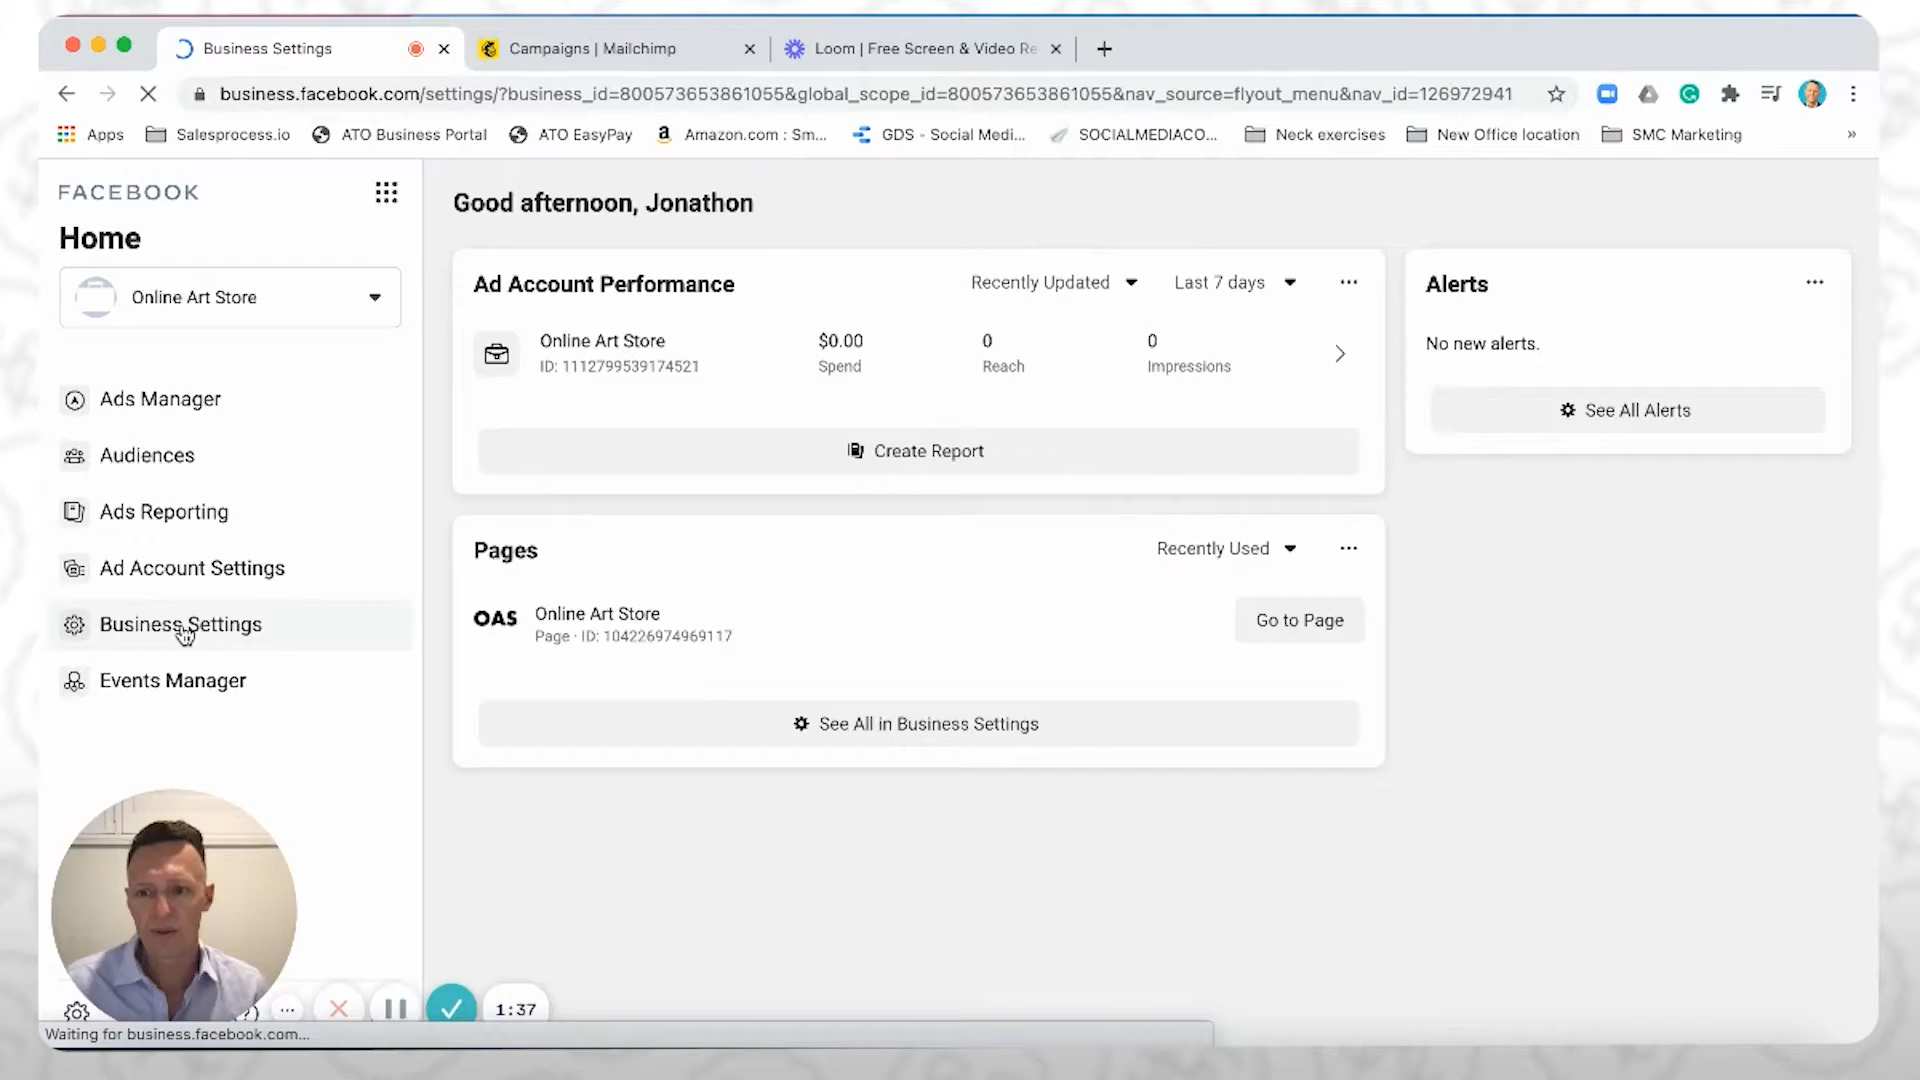 Business Settings
Campaigns | Mailchimp
Loom | Free Screen & Video Re
business.facebook.com/settings/?business_id=800573653861055&global_scope_id=800573653861055&nav_source=flyout_menu&nav_id=126972941
Apps
Salesprocess.io
ATO Business Portal
ATO EasyPay
Amazon.com : Sm...
GDS - Social Medi...
SOCIALMEDIACO...
Neck exercises
New Office location
SMC Marketing
»
FACEBOOK
Home
Online Art Store
Ads Manager
Audiences
Ads Reporting
Ad Account Settings
Business Settings
Events Manager
Good afternoon, Jonathon
Ad Account Performance
Recently Updated
Last 7 days
Online Art Store
ID: 1112799539174521
$0.00
Spend
0
Reach
0
Impressions
Create Report
Alerts
No new alerts.
See All Alerts
Pages
Recently Used
OAS
Online Art Store
Page · ID: 104226974969117
Go to Page
See All in Business Settings
1:37
Waiting for business.facebook.com...